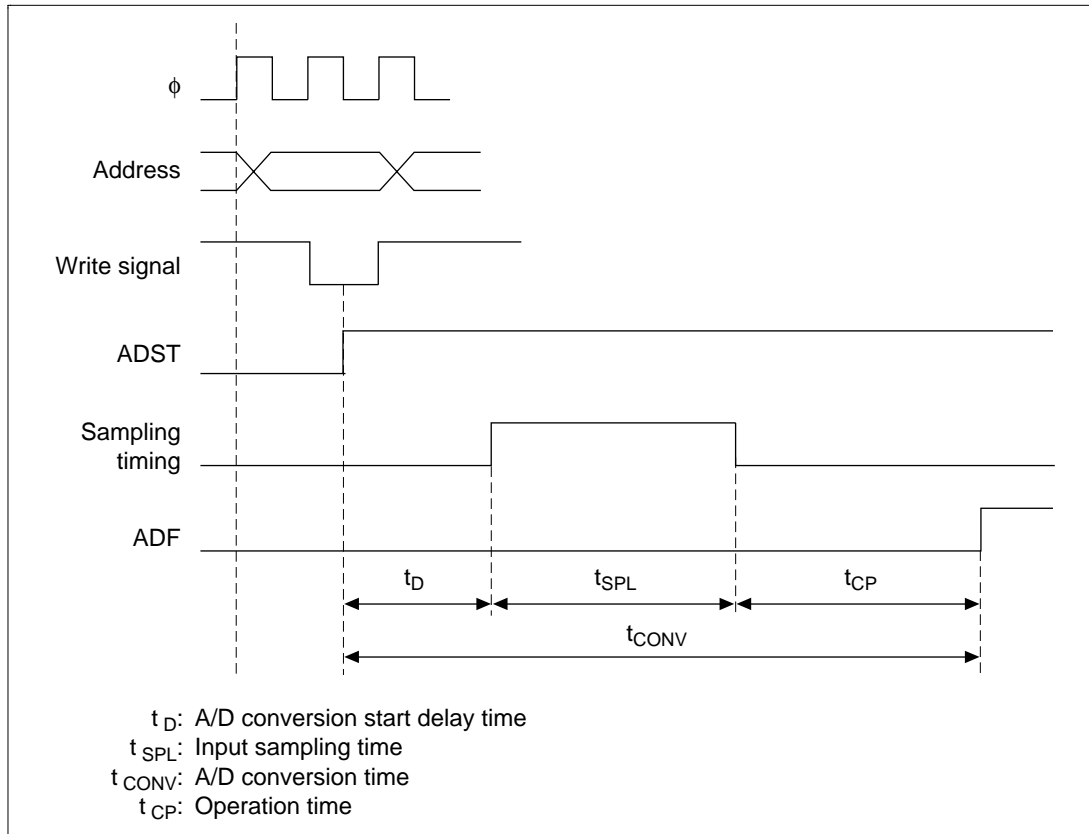 ϕ
Address
Write signal
ADST
Sampling
timing
ADF
tD
tSPL
tCP
tCONV
tD: A/D conversion start delay time
tSPL: Input sampling time
tCONV: A/D conversion time
tCP: Operation time